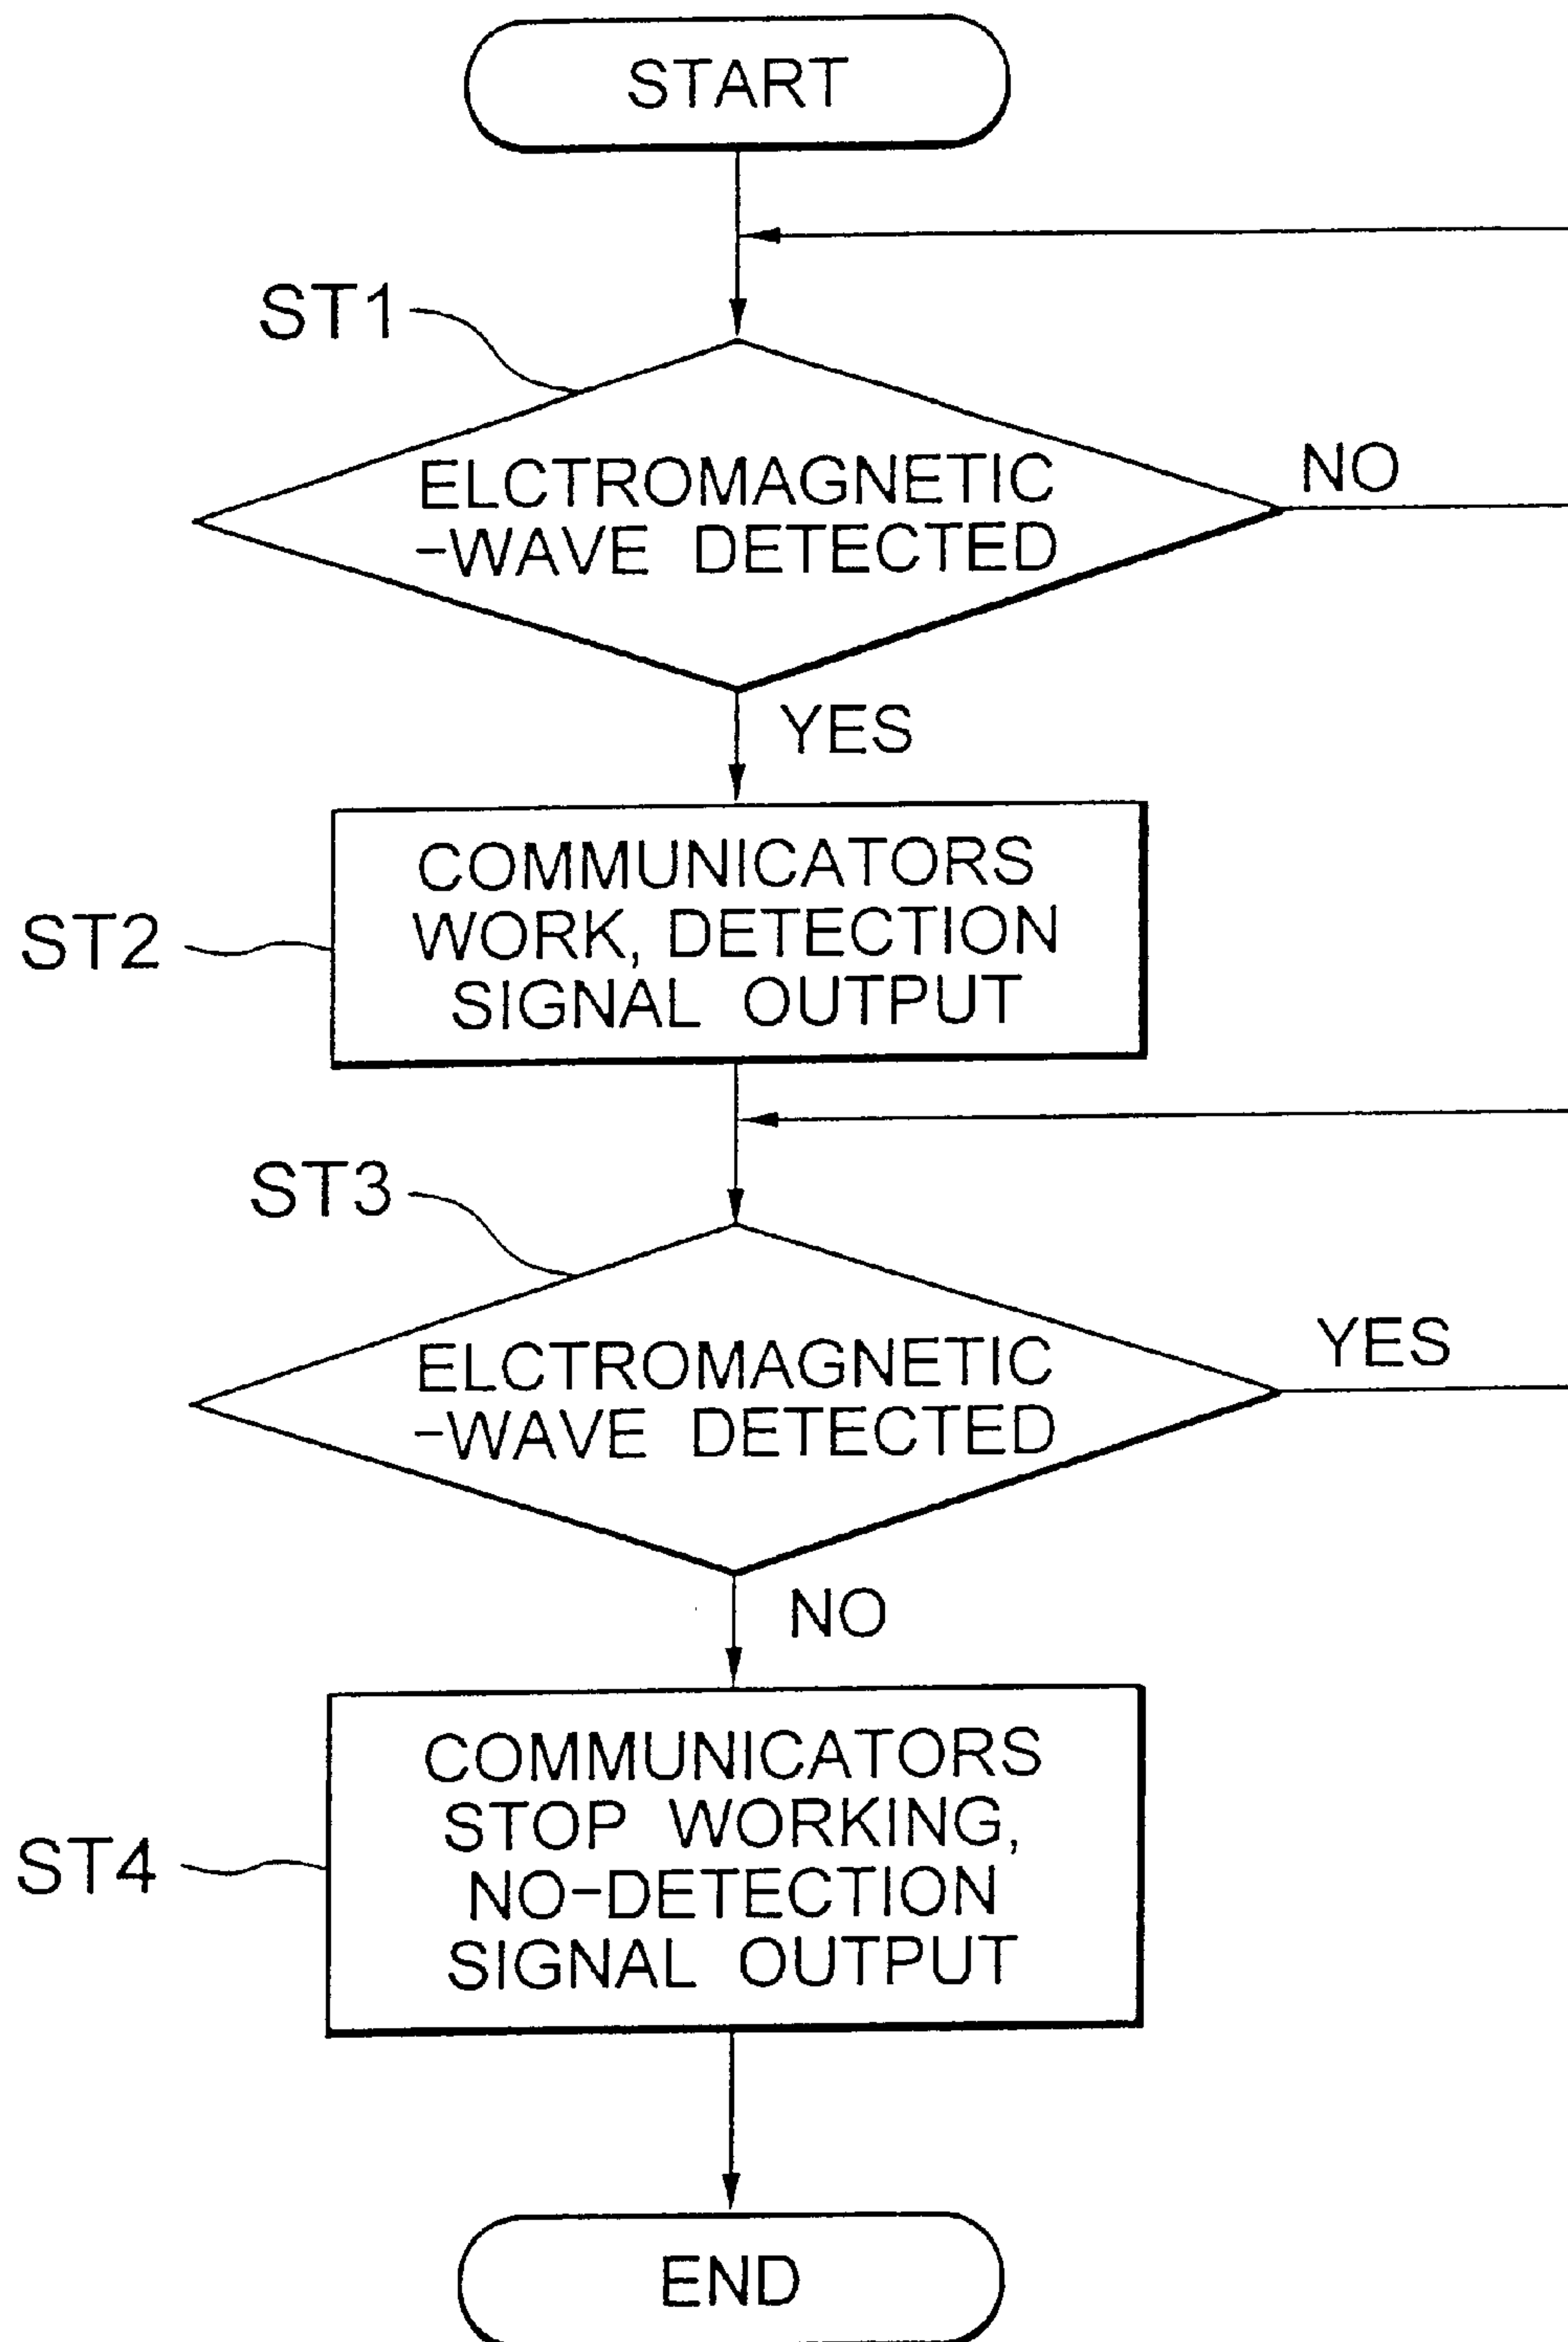 START
ST1
ELCTROMAGNETIC
-WAVE DETECTED
NO
YES
ST2
COMMUNICATORS
WORK, DETECTION
SIGNAL OUTPUT
ST3
ELCTROMAGNETIC
-WAVE DETECTED
YES
NO
ST4
COMMUNICATORS
STOP WORKING,
NO-DETECTION
SIGNAL OUTPUT
END